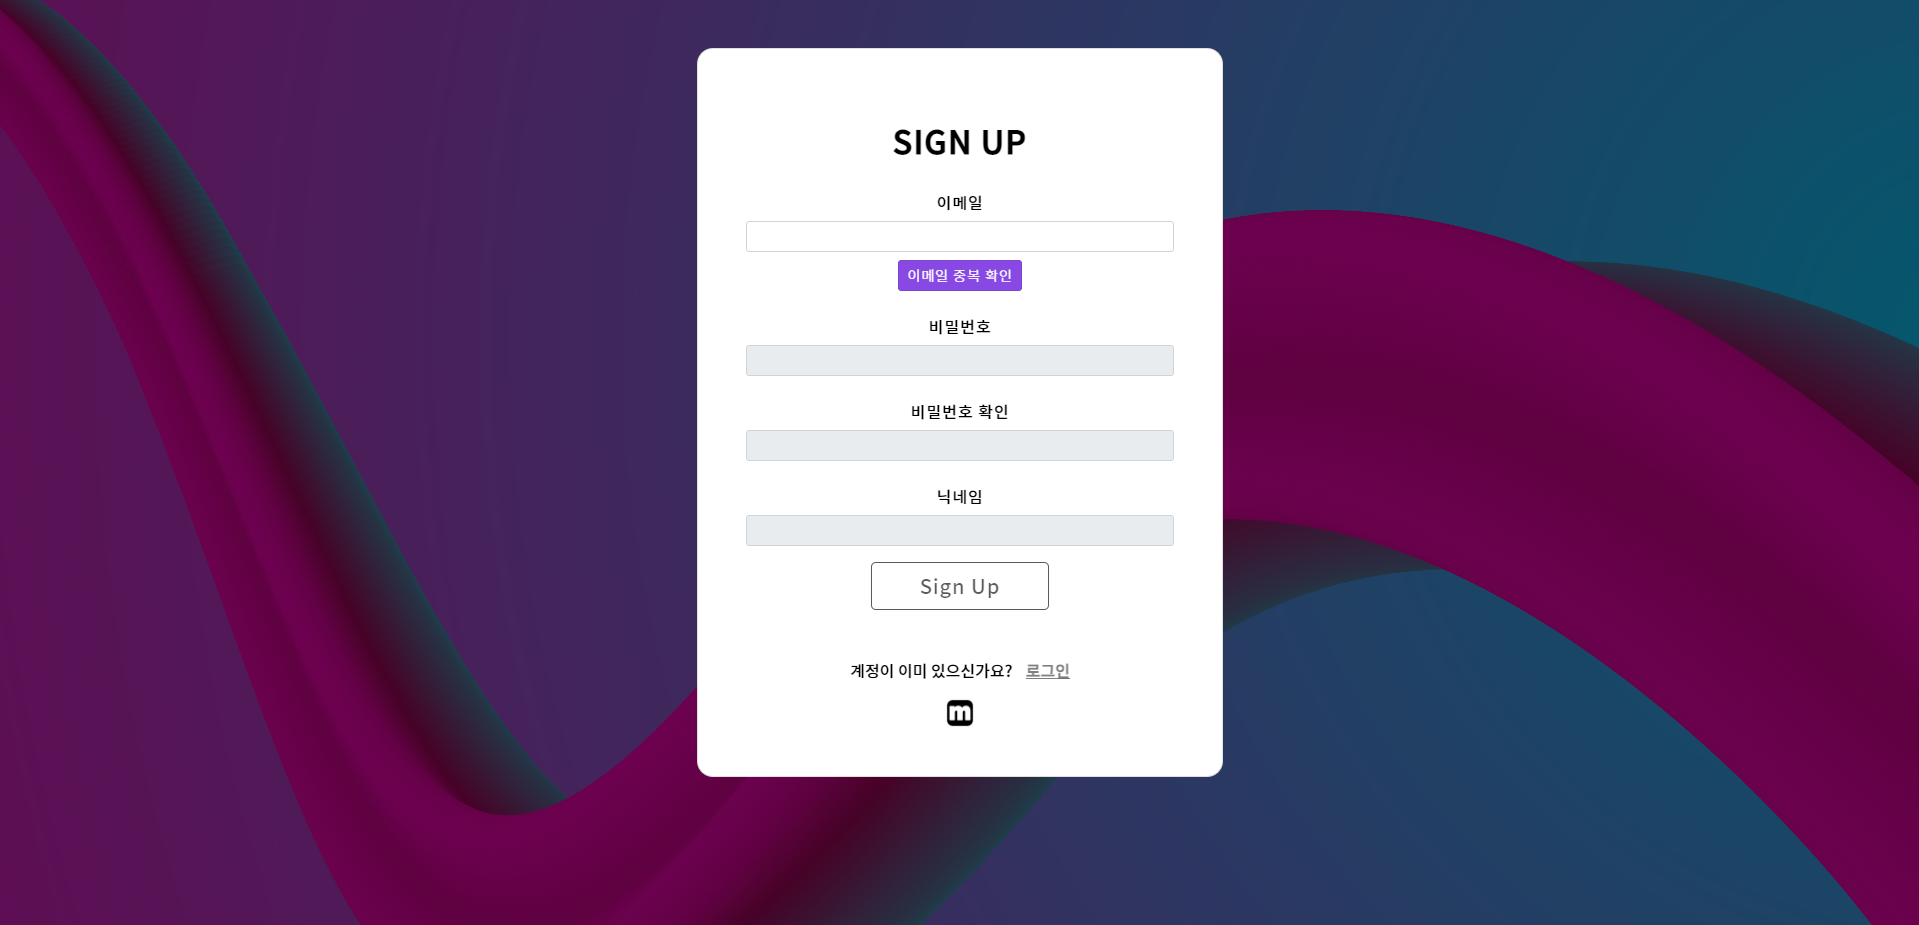 SIGN UP
이메일
이메일 중복 확인
비밀번호
비밀번호 확인
닉네임
Sign Up
계정이 이미 있으신가요? 로그인
m